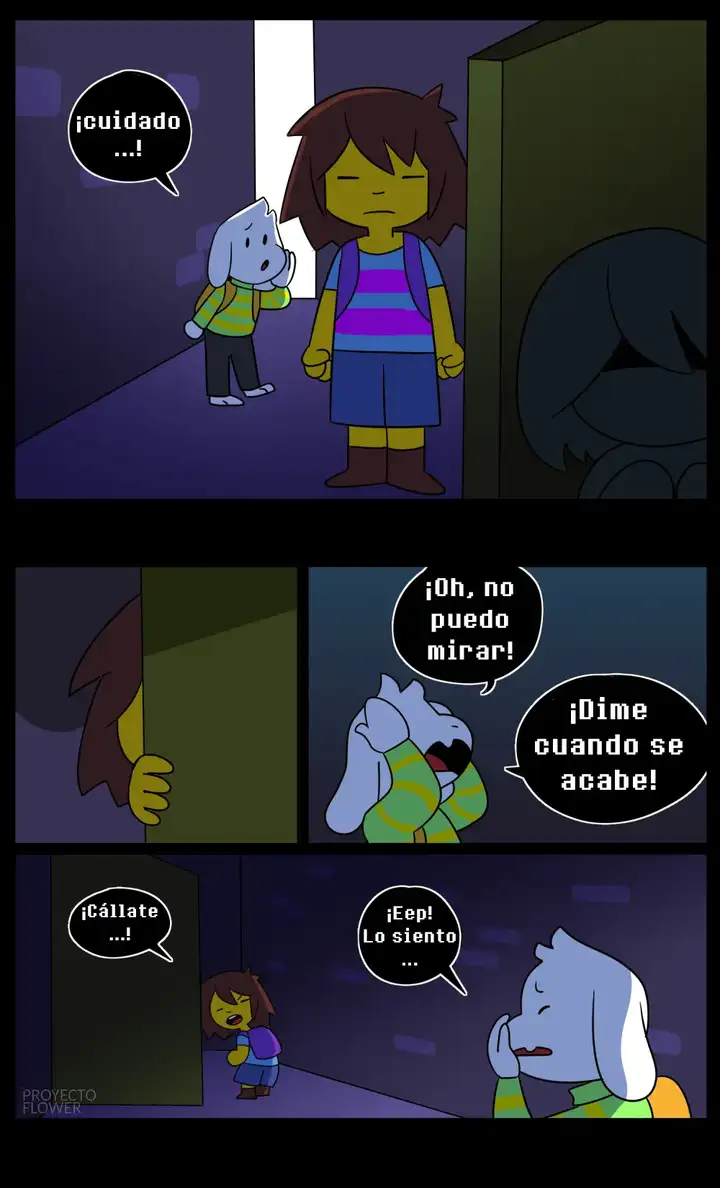 ¡cuidado
...!
¡Oh, no
puedo
mirar!
¡Dime
cuando se
acabe!
¡Cállate
...!
¡Eep!
Lo siento
...
PROYECTO
FLOWER